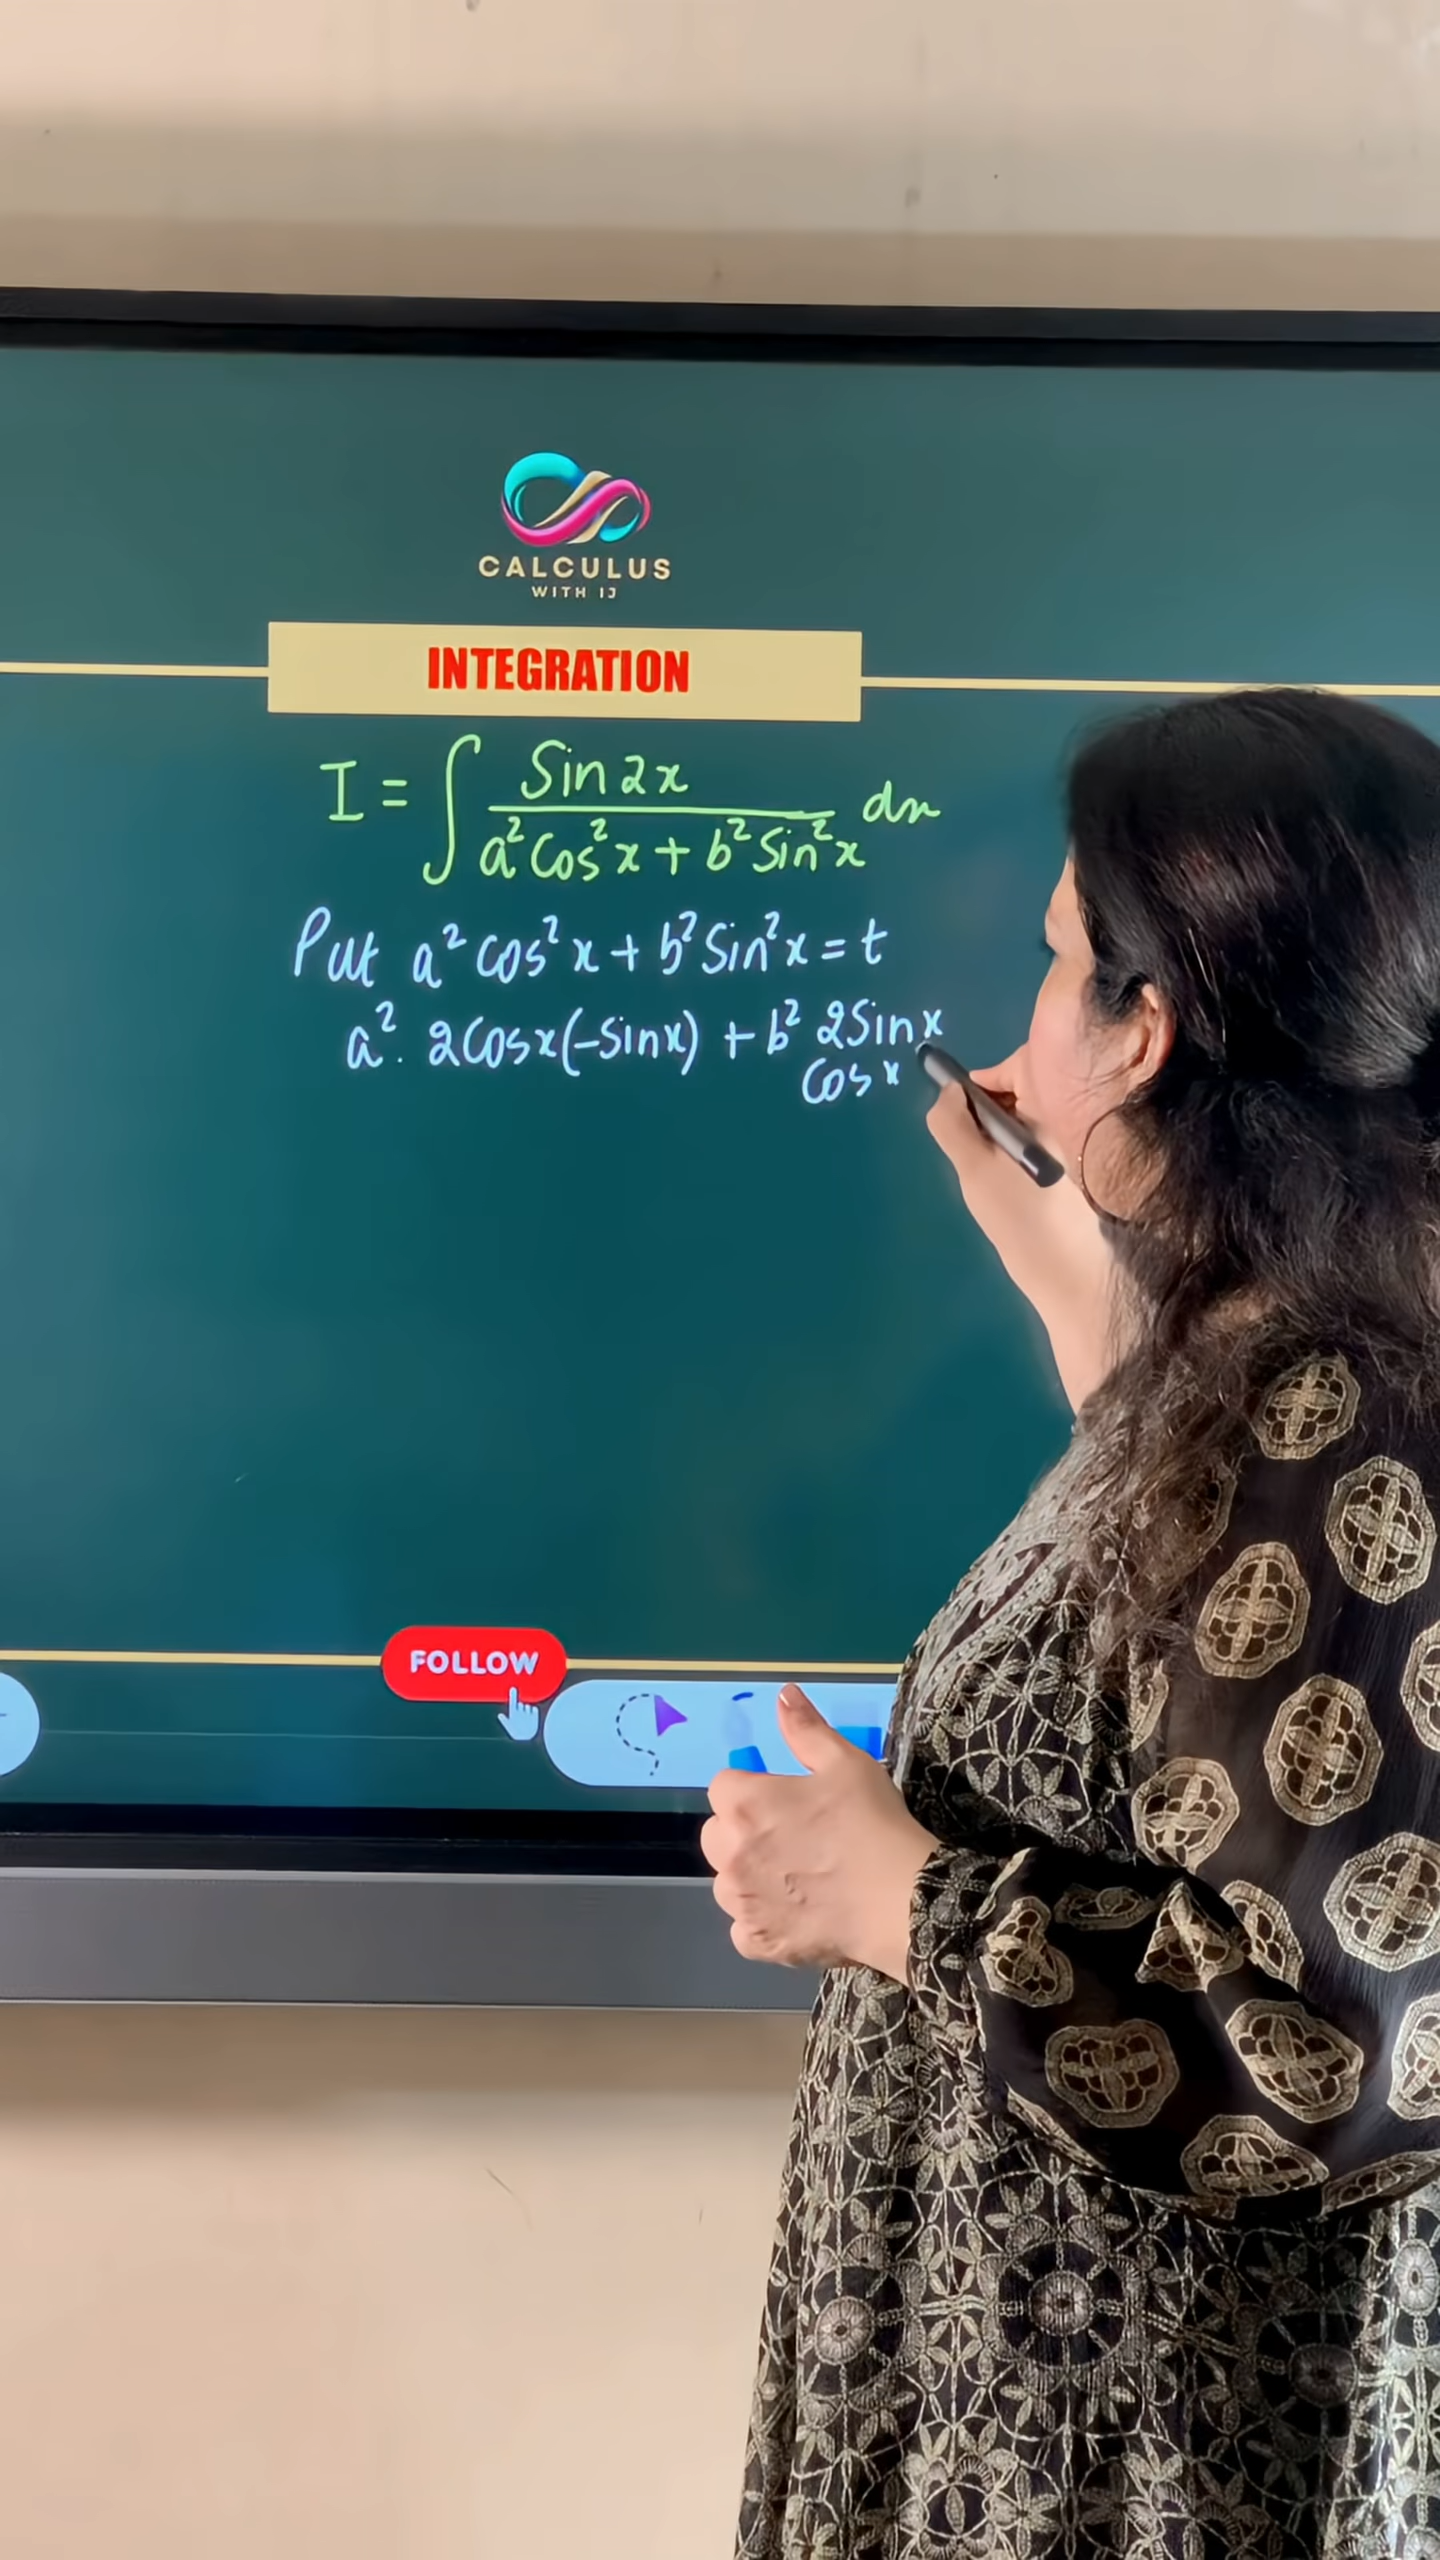 CALCULUS
WITH IJ
INTEGRATION
I = ∫ Sin2x / (a²Cos²x + b²Sin²x) dx
Put a²cos²x + b²Sin²x = t
a². 2Cosx(-sinx) + b² 2Sinx
Cosx
FOLLOW